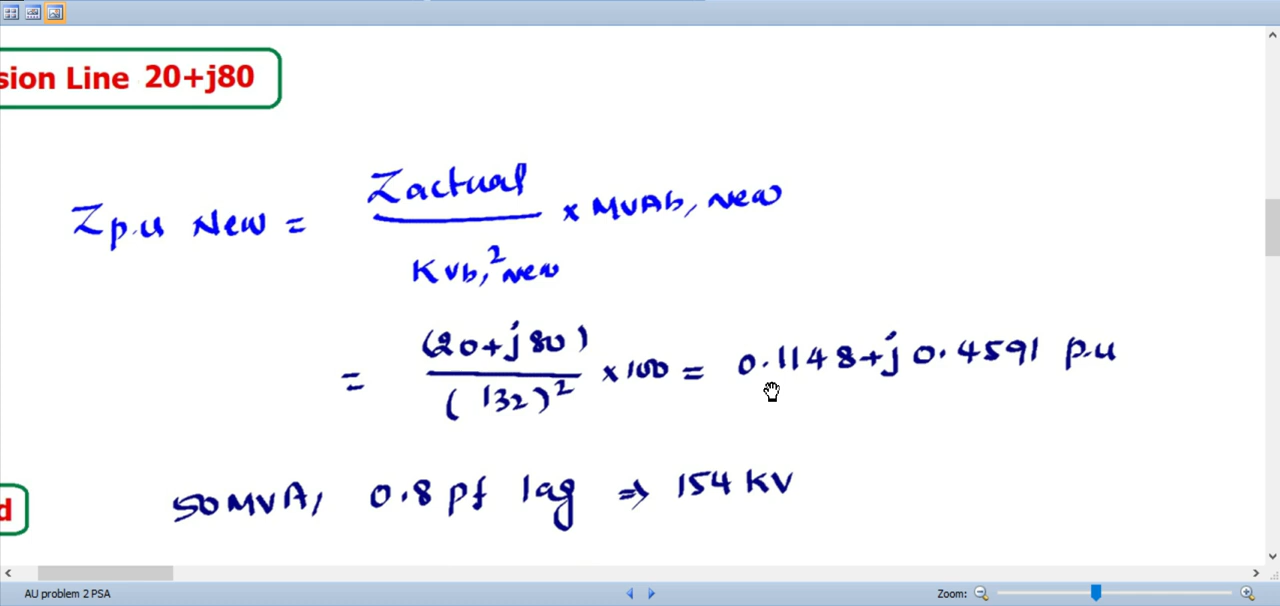 sion Line 20+j80
Zp.u New = Zactual / KVb,²New × MVAb, New
= (20+j80) / (132)² × 100 = 0.1148+j0.4591 p.u
d
50MVA, 0.8 pf lag ⇒ 154 KV
AU problem 2 PSA
Zoom: